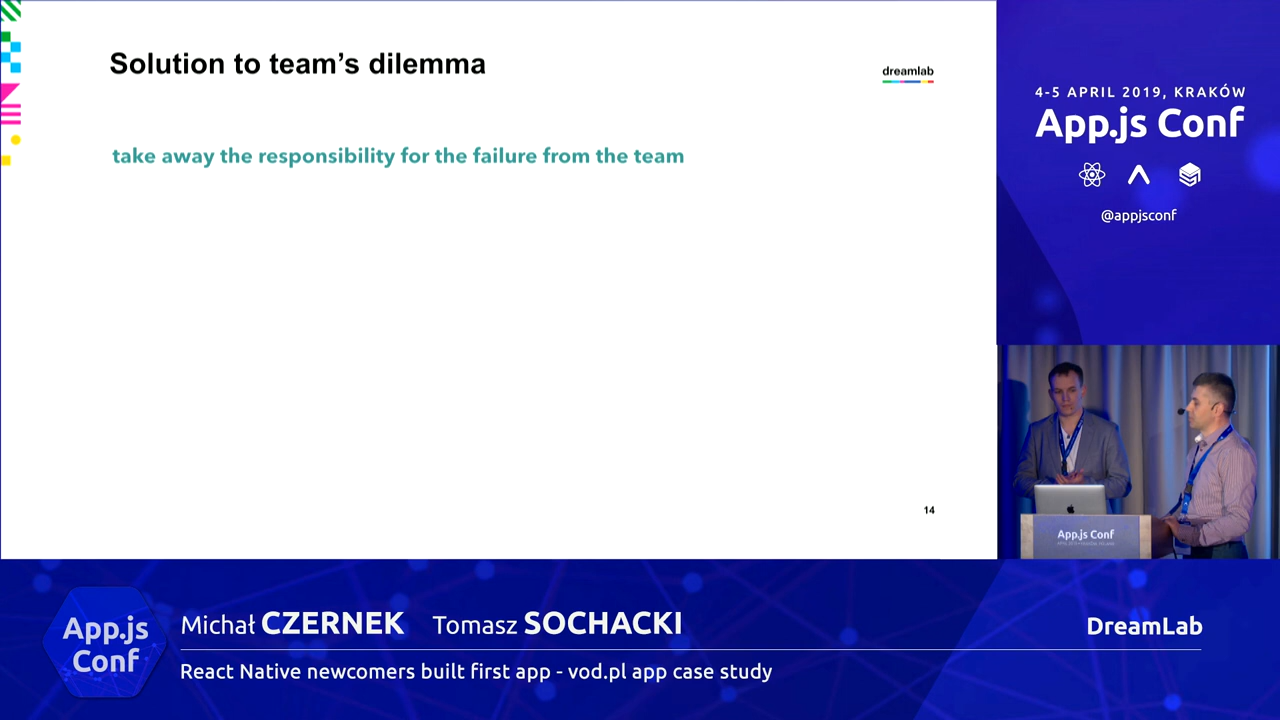 Solution to team's dilemma
dreamlab
take away the responsibility for the failure from the team
14
4-5 APRIL 2019, KRAKÓW
App.js Conf
@appjsconf
App.js Conf
App.js
Conf
Michał CZERNEK Tomasz SOCHACKI
DreamLab
React Native newcomers built first app - vod.pl app case study